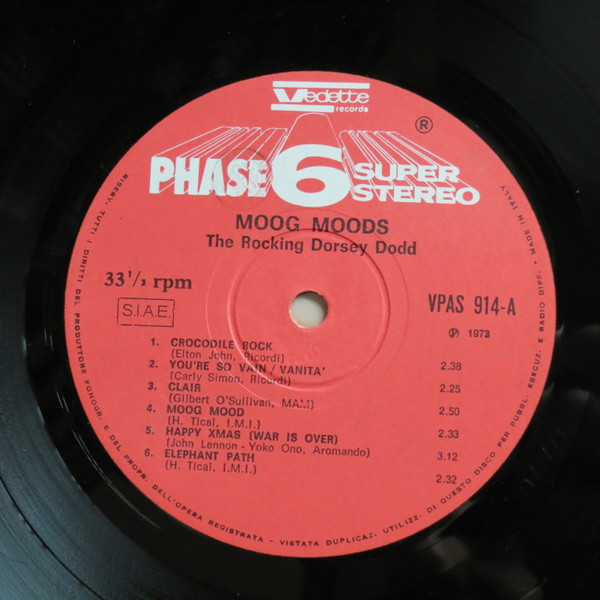 Vedette
records
®
PHASE 6 SUPER
STEREO
MOOG MOODS
The Rocking Dorsey Dodd
33 1/3 rpm
VPAS 914-A
S.I.A.E.
℗ 1973
1. CROCODILE ROCK
(Elton John, Ricordi)
2.38
2. YOU'RE SO VAIN / VANITA'
(Carly Simon, Ricordi)
2.25
3. CLAIR
(Gilbert O'Sullivan, MAM)
2.50
4. MOOG MOOD
(H. Tical, I.M.I.)
2.33
5. HAPPY XMAS (WAR IS OVER)
(John Lennon - Yoko Ono, Aromando)
3.12
6. ELEPHANT PATH
(H. Tical, I.M.I.)
2.32
RISERV. TUTTI I DIRITTI DEL PRODUTTORE FONOGR. E DEL PROPR. DELL'OPERA REGISTRATA - VIETATA DUPLICAZ. UTILIZZ. DI QUESTO DISCO PER PUBBL. ESECUZ. E RADIO DIFF. - MADE IN ITALY